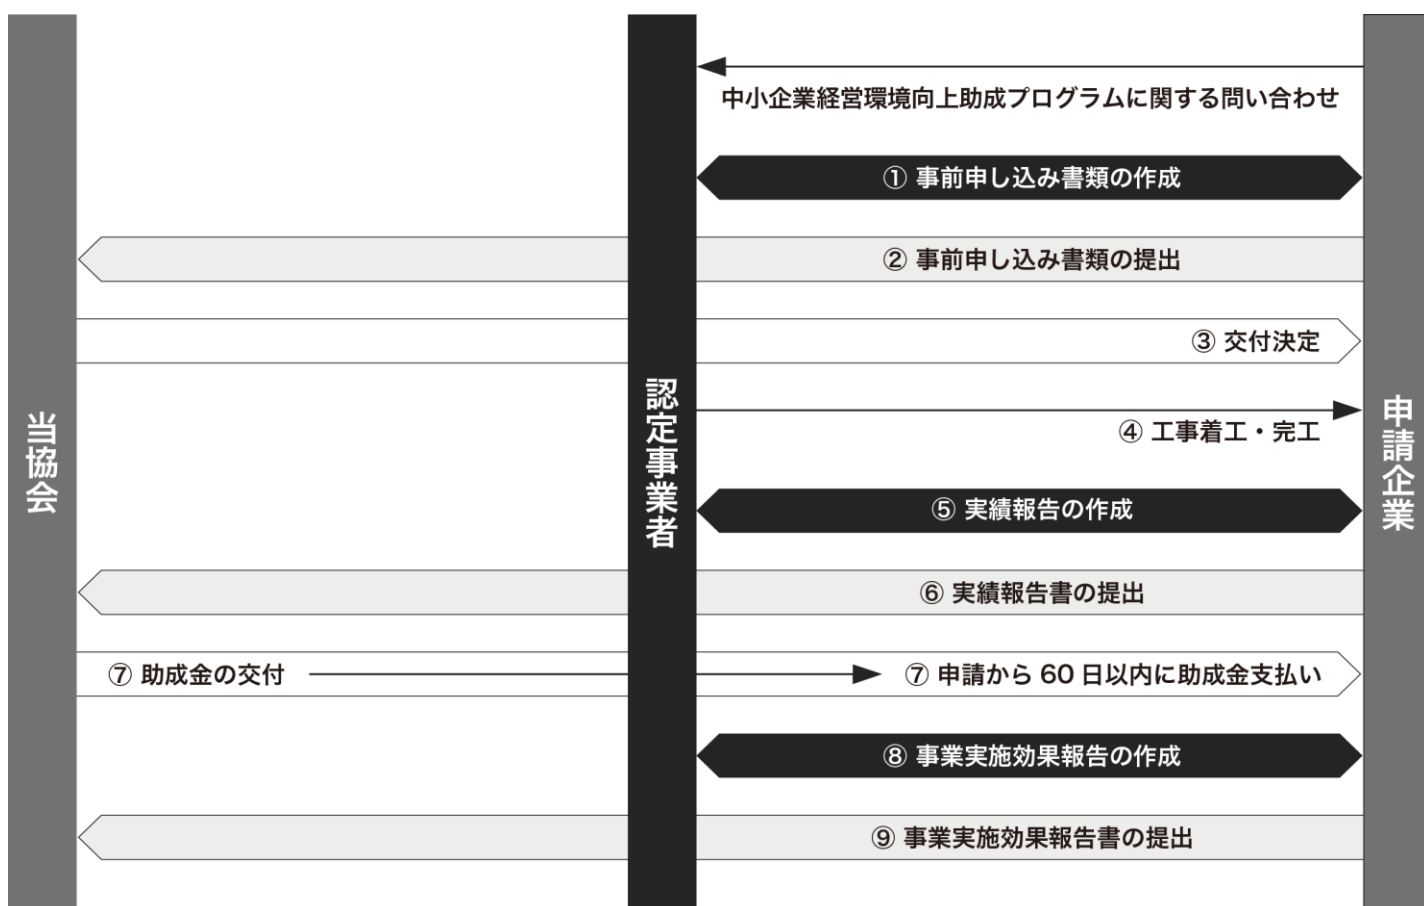 中小企業経営環境向上助成プログラムに関する問い合わせ
① 事前申し込み書類の作成
② 事前申し込み書類の提出
③ 交付決定
④ 工事着工・完工
当協会
認定事業者
申請企業
⑤ 実績報告の作成
⑥ 実績報告書の提出
⑦ 助成金の交付
⑦ 申請から 60 日以内に助成金支払い
⑧ 事業実施効果報告の作成
⑨ 事業実施効果報告書の提出